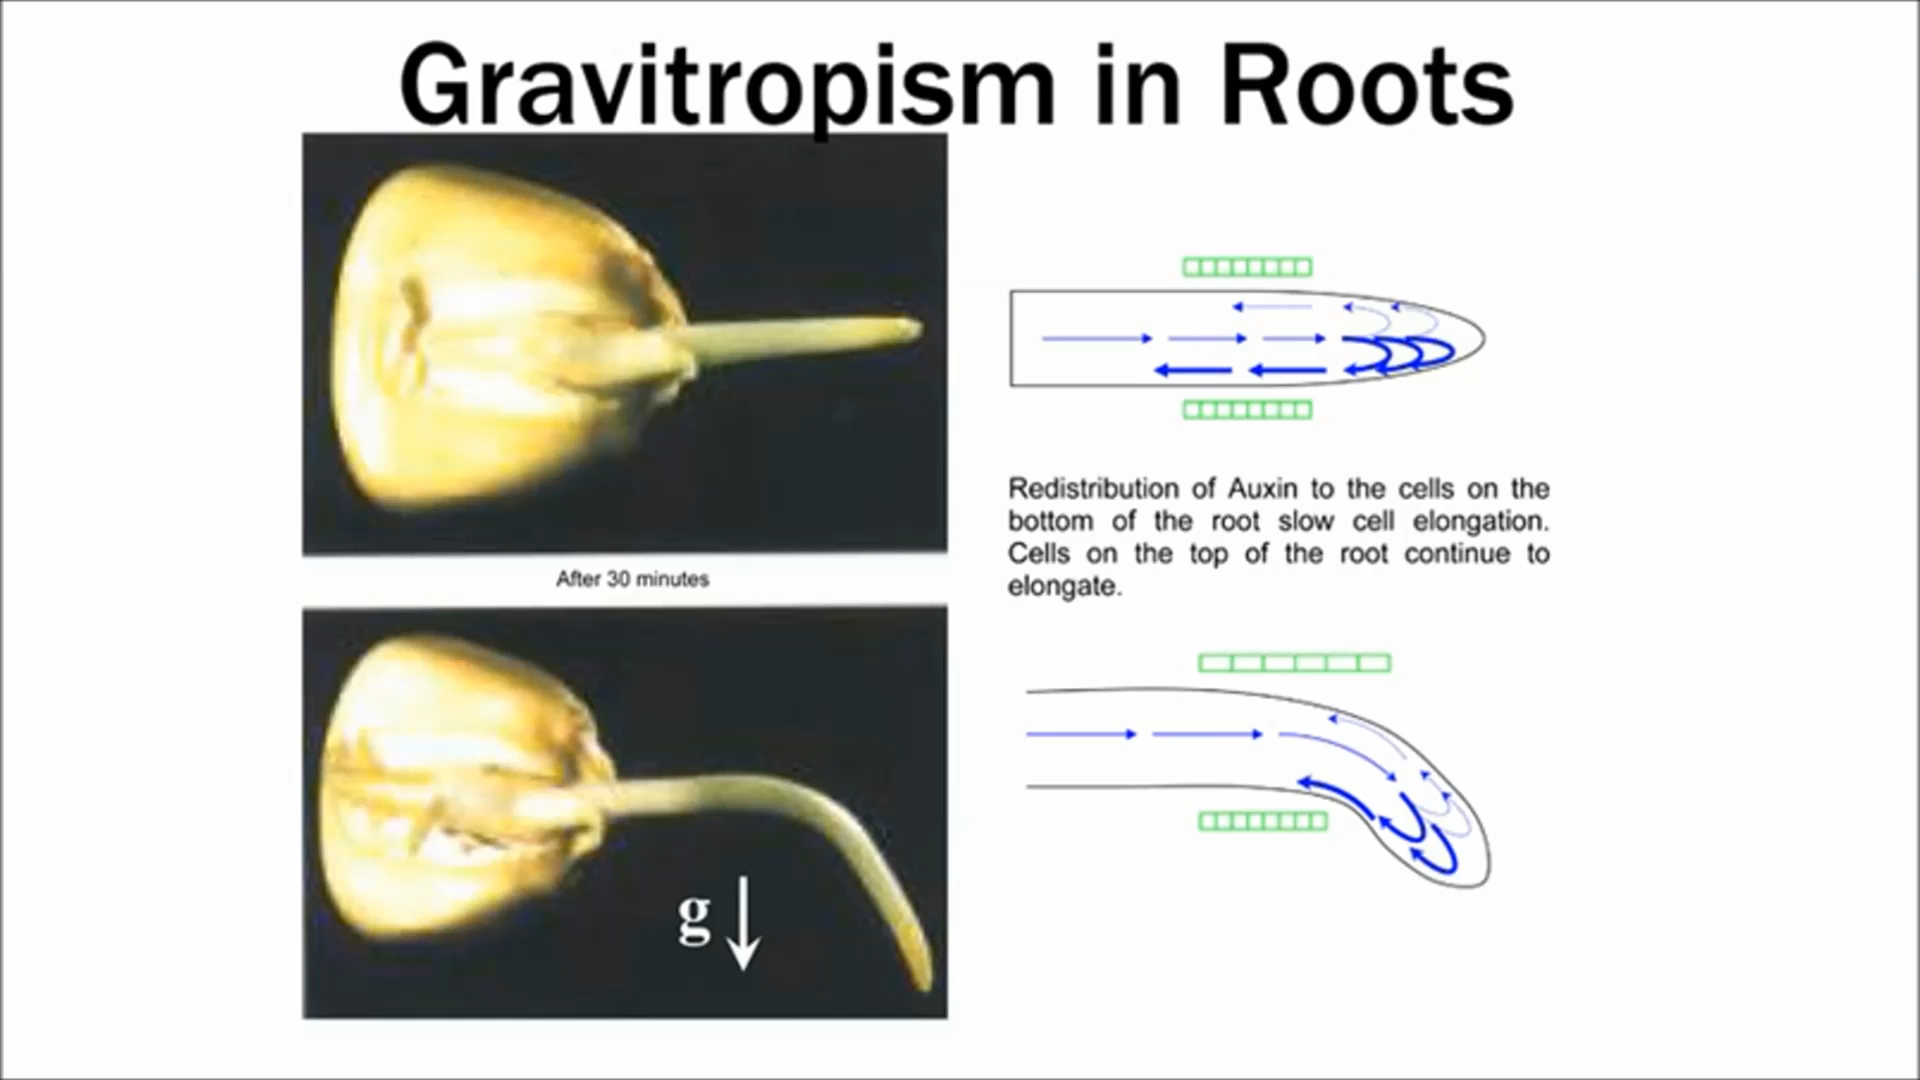 Gravitropism in Roots
After 30 minutes
Redistribution of Auxin to the cells on the
bottom of the root slow cell elongation.
Cells on the top of the root continue to
elongate.
g